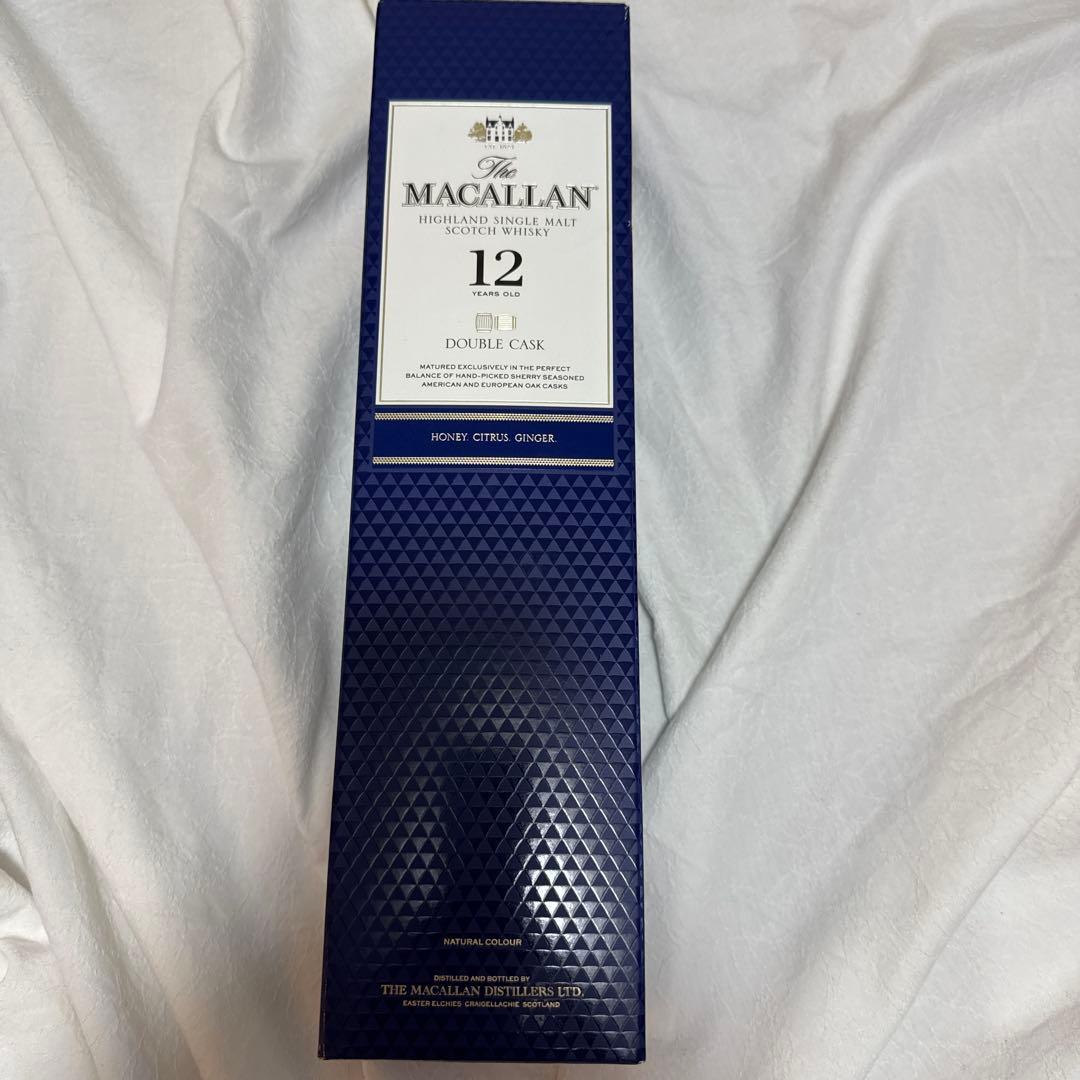 EST. 1824
The
MACALLAN
HIGHLAND SINGLE MALT
SCOTCH WHISKY
12
YEARS OLD
DOUBLE CASK
MATURED EXCLUSIVELY IN THE PERFECT
BALANCE OF HAND-PICKED SHERRY SEASONED
AMERICAN AND EUROPEAN OAK CASKS
HONEY. CITRUS. GINGER.
NATURAL COLOUR
DISTILLED AND BOTTLED BY
THE MACALLAN DISTILLERS LTD.
EASTER ELCHIES CRAIGELLACHIE SCOTLAND